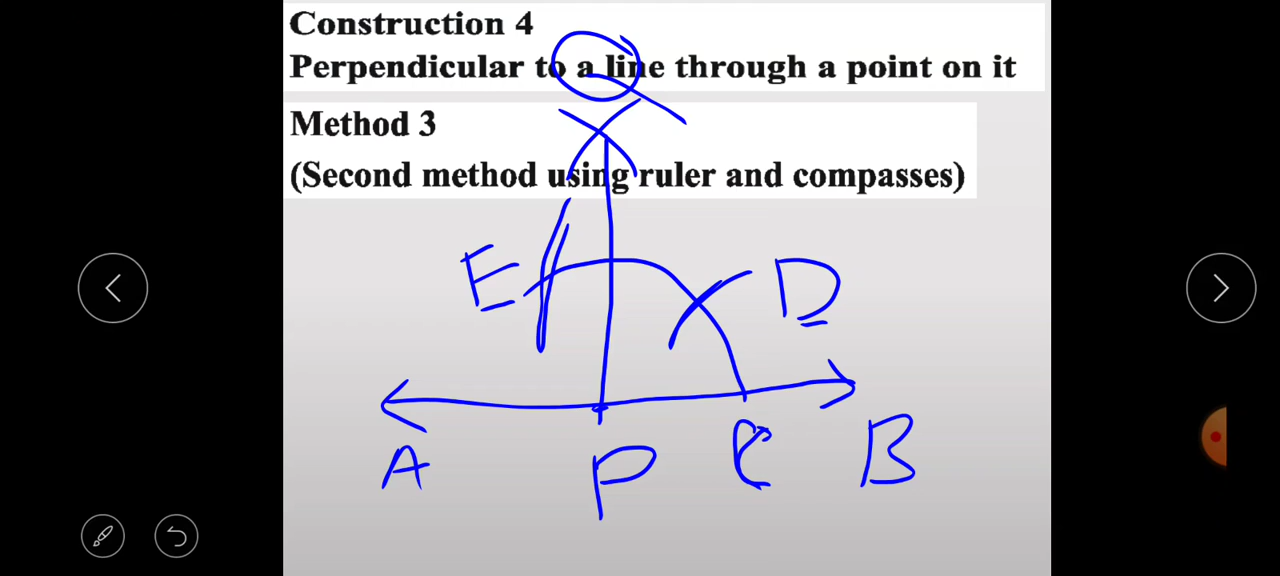 Construction 4
Perpendicular to a line through a point on it
Method 3
(Second method using ruler and compasses)
E D
A P C B